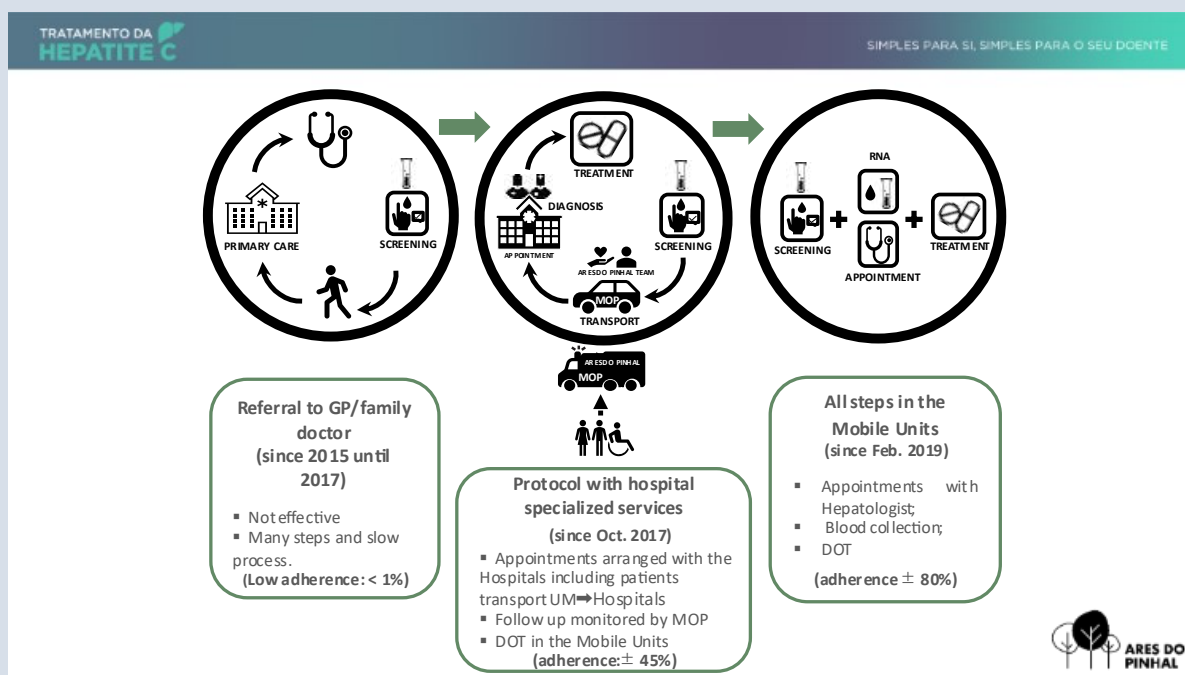 TRATAMENTO DA
HEPATITE C
SIMPLES PARA SI, SIMPLES PARA O SEU DOENTE
PRIMARY CARE
SCREENING
TREATMENT
DIAGNOSIS
APPOINTMENT
SCREENING
ARESDO PINHAL TEAM
MOP
TRANSPORT
RNA
SCREENING
+
+
TREATMENT
APPOINTMENT
ARESDO PINHAL
MOP
Referral to GP/family
doctor
(since 2015 until
2017)
▪ Not effective
▪ Many steps and slow
process.
(Low adherence: < 1%)
Protocol with hospital
specialized services
(since Oct. 2017)
▪ Appointments arranged with the
Hospitals including patients
transport UM➡Hospitals
▪ Follow up monitored by MOP
▪ DOT in the Mobile Units
(adherence: ± 45%)
All steps in the
Mobile Units
(since Feb. 2019)
▪ Appointments with
Hepatologist;
▪ Blood collection;
▪ DOT
(adherence ± 80%)
ARES DO
PINHAL